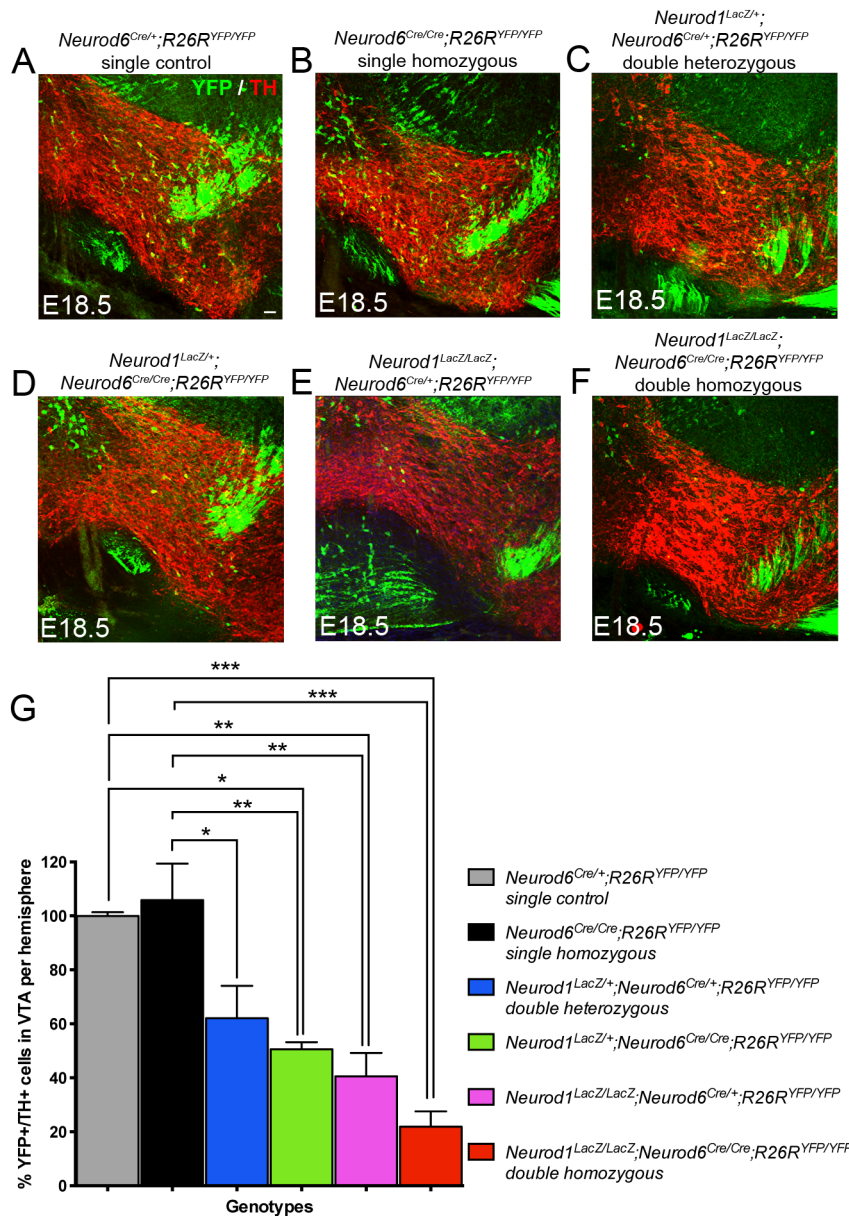 Neurod6Cre/+;R26RYFP/YFP
single control
Neurod6Cre/Cre;R26RYFP/YFP
single homozygous
Neurod1LacZ/+;
Neurod6Cre/+;R26RYFP/YFP
double heterozygous
A
B
C
YFP / TH
E18.5
E18.5
E18.5
Neurod1LacZ/+;
Neurod6Cre/Cre;R26RYFP/YFP
Neurod1LacZ/LacZ;
Neurod6Cre/+;R26RYFP/YFP
Neurod1LacZ/LacZ;
Neurod6Cre/Cre;R26RYFP/YFP
double homozygous
D
E
F
E18.5
E18.5
E18.5
G
***
***
**
**
*
**
*
% YFP+/TH+ cells in VTA per hemisphere
120
100
80
60
40
20
0
Genotypes
Neurod6Cre/+;R26RYFP/YFP
single control
Neurod6Cre/Cre;R26RYFP/YFP
single homozygous
Neurod1LacZ/+;Neurod6Cre/+;R26RYFP/YFP
double heterozygous
Neurod1LacZ/+;Neurod6Cre/Cre;R26RYFP/YFP
Neurod1LacZ/LacZ;Neurod6Cre/+;R26RYFP/YFP
Neurod1LacZ/LacZ;Neurod6Cre/Cre;R26RYFP/YFP
double homozygous